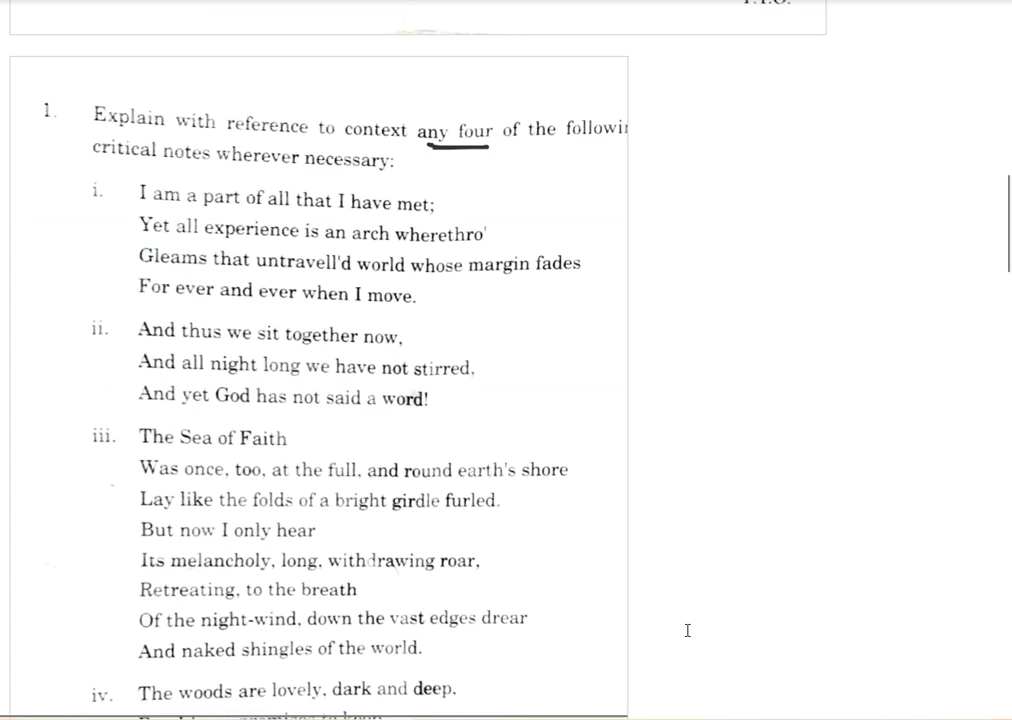 1. Explain with reference to context any four of the
critical notes wherever necessary:
i. I am a part of all that I have met;
Yet all experience is an arch wherethro'
Gleams that untravell'd world whose margin fades
For ever and ever when I move.
ii. And thus we sit together now,
And all night long we have not stirred,
And yet God has not said a word!
iii. The Sea of Faith
Was once, too, at the full, and round earth's shore
Lay like the folds of a bright girdle furled.
But now I only hear
Its melancholy, long, withdrawing roar,
Retreating, to the breath
Of the night-wind, down the vast edges drear
And naked shingles of the world.
iv. The woods are lovely, dark and deep,